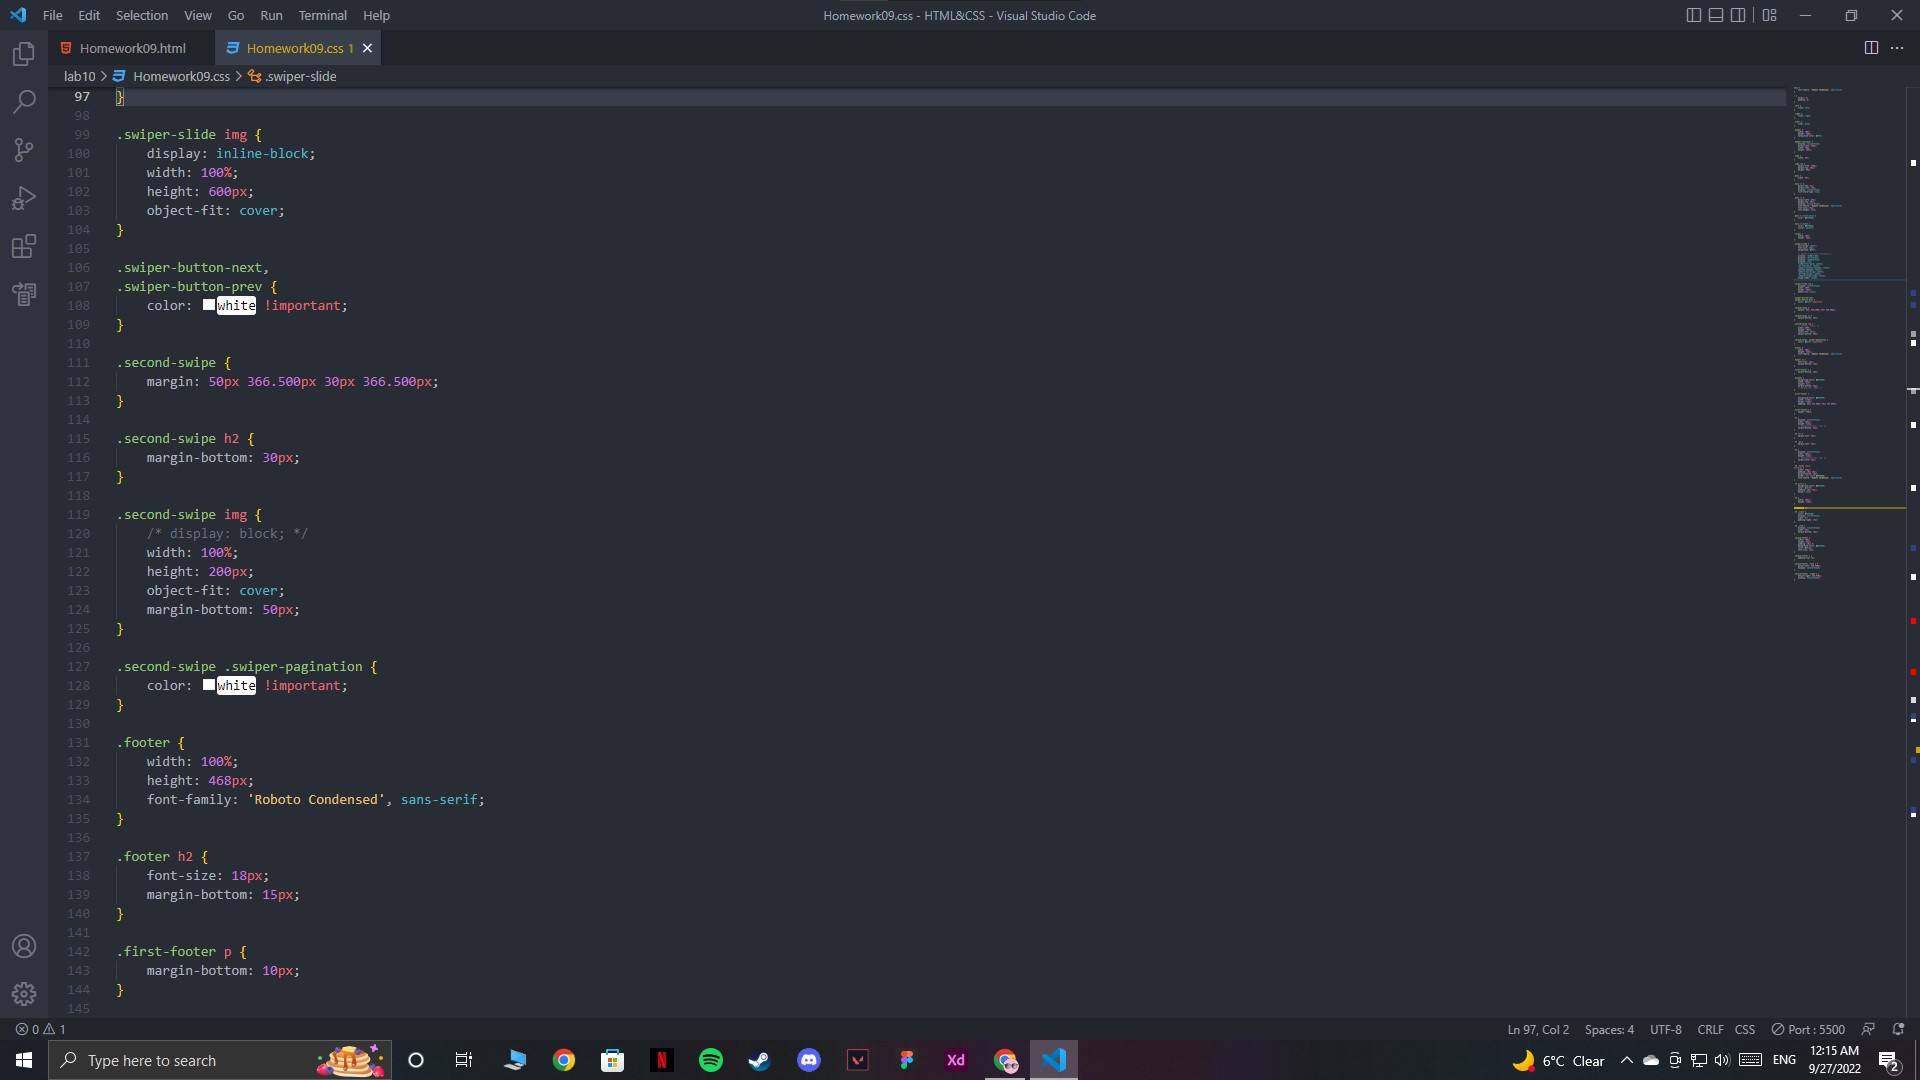 File Edit Selection View Go Run Terminal Help
Homework09.css - HTML&CSS - Visual Studio Code
Homework09.html
Homework09.css 1
lab10 > Homework09.css > .swiper-slide
97 }
98
99 .swiper-slide img {
100 display: inline-block;
101 width: 100%;
102 height: 600px;
103 object-fit: cover;
104 }
105
106 .swiper-button-next,
107 .swiper-button-prev {
108 color: white !important;
109 }
110
111 .second-swipe {
112 margin: 50px 366.500px 30px 366.500px;
113 }
114
115 .second-swipe h2 {
116 margin-bottom: 30px;
117 }
118
119 .second-swipe img {
120 /* display: block; */
121 width: 100%;
122 height: 200px;
123 object-fit: cover;
124 margin-bottom: 50px;
125 }
126
127 .second-swipe .swiper-pagination {
128 color: white !important;
129 }
130
131 .footer {
132 width: 100%;
133 height: 468px;
134 font-family: 'Roboto Condensed', sans-serif;
135 }
136
137 .footer h2 {
138 font-size: 18px;
139 margin-bottom: 15px;
140 }
141
142 .first-footer p {
143 margin-bottom: 10px;
144 }
145
0 1
Ln 97, Col 2 Spaces: 4 UTF-8 CRLF CSS Port : 5500
Type here to search
Xd
6°C Clear
ENG
12:15 AM
9/27/2022
2